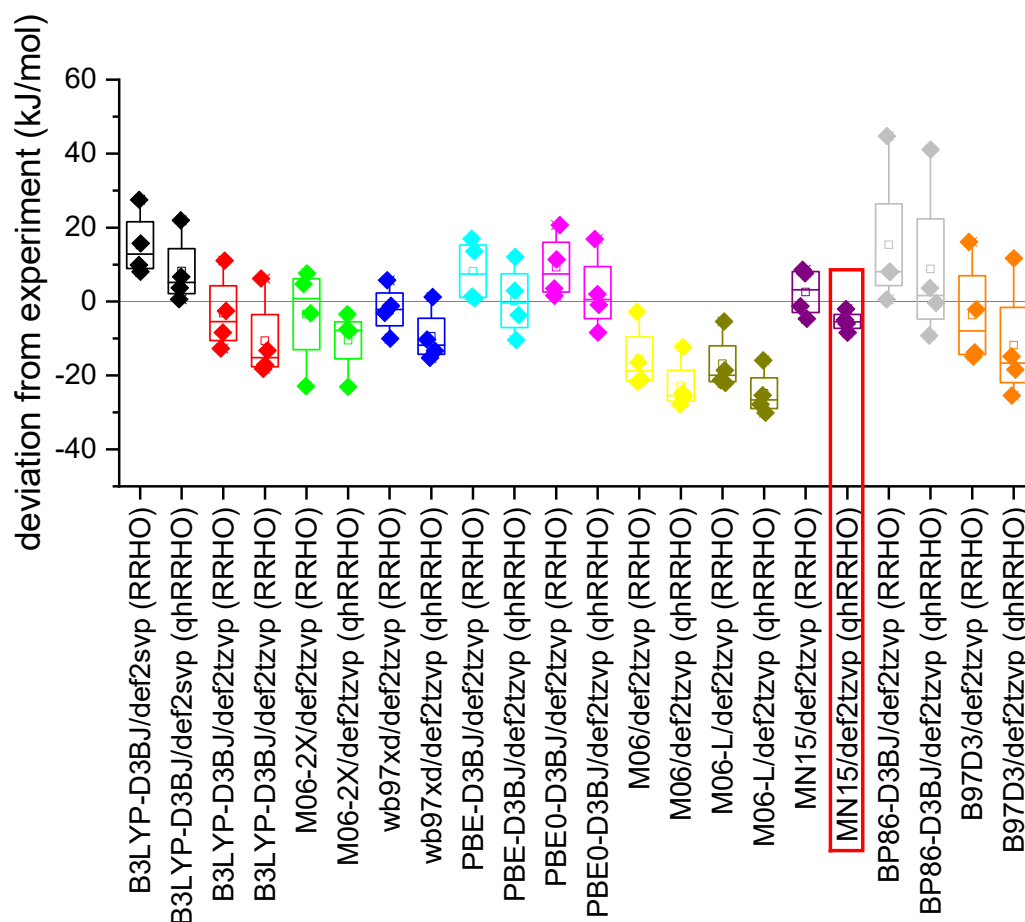 deviation from experiment (kJ/mol)
60
40
20
0
-20
-40
B3LYP-D3BJ/def2svp (RRHO)
B3LYP-D3BJ/def2svp (qhRRHO)
B3LYP-D3BJ/def2tzvp (RRHO)
B3LYP-D3BJ/def2tzvp (RRHO)
M06-2X/def2tzvp (RRHO)
M06-2X/def2tzvp (qhRRHO)
wb97xd/def2tzvp (RRHO)
wb97xd/def2tzvp (qhRRHO)
PBE-D3BJ/def2tzvp (RRHO)
PBE-D3BJ/def2tzvp (qhRRHO)
PBE0-D3BJ/def2tzvp (RRHO)
PBE0-D3BJ/def2tzvp (qhRRHO)
M06/def2tzvp (RRHO)
M06/def2tzvp (qhRRHO)
M06-L/def2tzvp (RRHO)
M06-L/def2tzvp (qhRRHO)
MN15/def2tzvp (RRHO)
MN15/def2tzvp (qhRRHO)
BP86-D3BJ/def2tzvp (RRHO)
BP86-D3BJ/def2tzvp (qhRRHO)
B97D3/def2tzvp (RRHO)
B97D3/def2tzvp (qhRRHO)